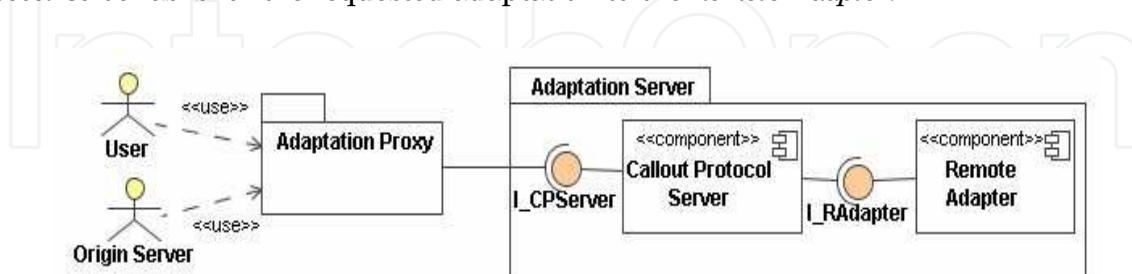 Adaptation Server
<<use>>
User
Adaptation Proxy
<<component>>
Callout Protocol
Server
<<component>>
Remote
Adapter
I_CPServer
I_RAdapter
<<use>>
Origin Server